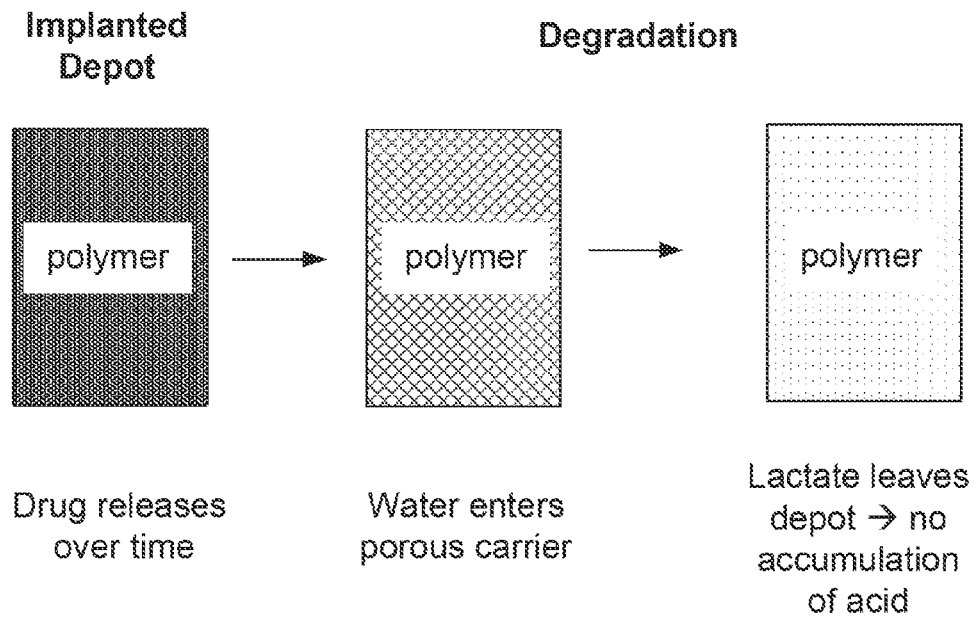 Implanted
Depot
Degradation
polymer
polymer
polymer
Drug releases
over time
Water enters
porous carrier
Lactate leaves
depot → no
accumulation
of acid